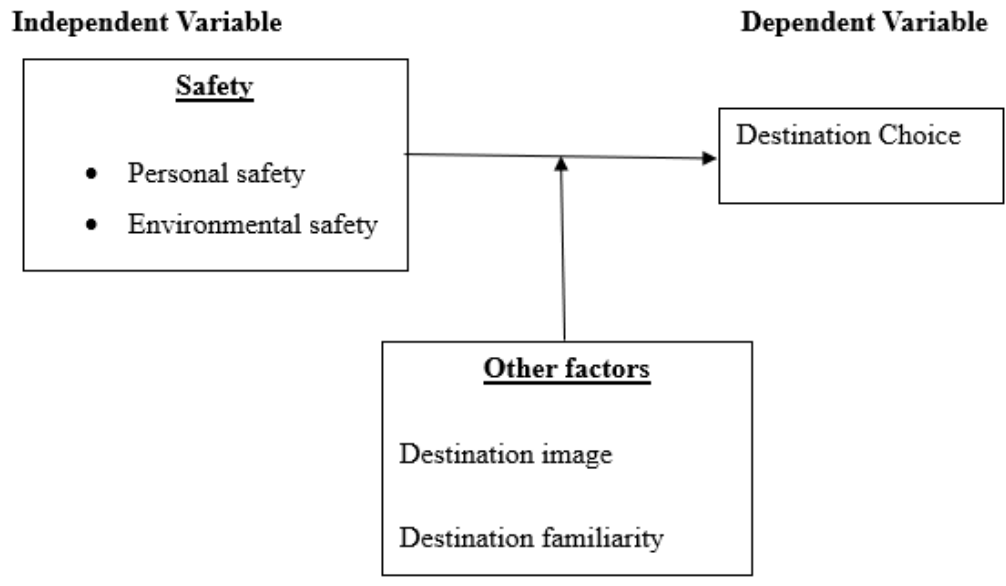 Independent Variable
Dependent Variable
Safety
• Personal safety
• Environmental safety
Destination Choice
Other factors
Destination image
Destination familiarity